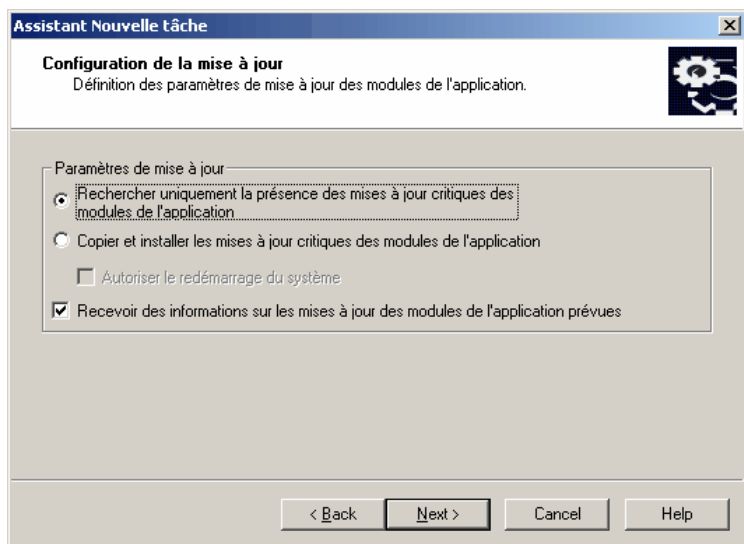 Assistant Nouvelle tâche
Configuration de la mise à jour
Définition des paramètres de mise à jour des modules de l'application.
Paramètres de mise à jour
Rechercher uniquement la présence des mises à jour critiques des
modules de l'application
Copier et installer les mises à jour critiques des modules de l'application
Autoriser le redémarrage du système
Recevoir des informations sur les mises à jour des modules de l'application prévues
< Back Next > Cancel Help